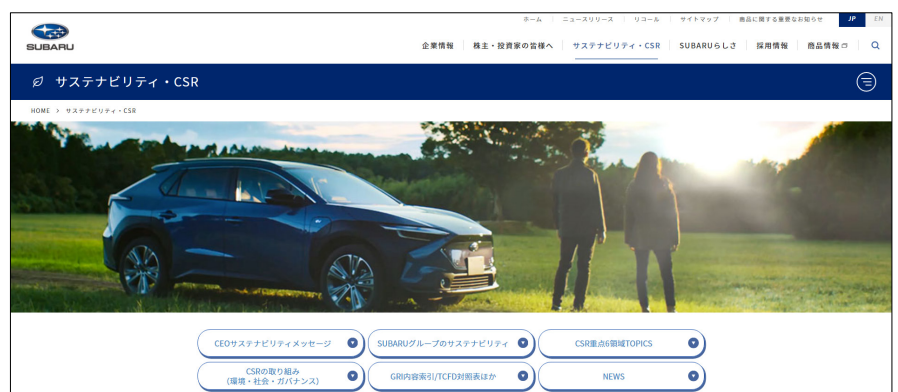 ホーム ニュースリリース リコール サイトマップ 商品に関する重要なお知らせ JP EN
SUBARU
企業情報 株主・投資家の皆様へ サステナビリティ・CSR SUBARUらしさ 採用情報 商品情報
サステナビリティ・CSR
HOME > サステナビリティ・CSR
CEOサステナビリティメッセージ SUBARUグループのサステナビリティ CSR重点6領域TOPICS
CSRの取り組み
(環境・社会・ガバナンス) GRI内容索引/TCFD対照表ほか NEWS